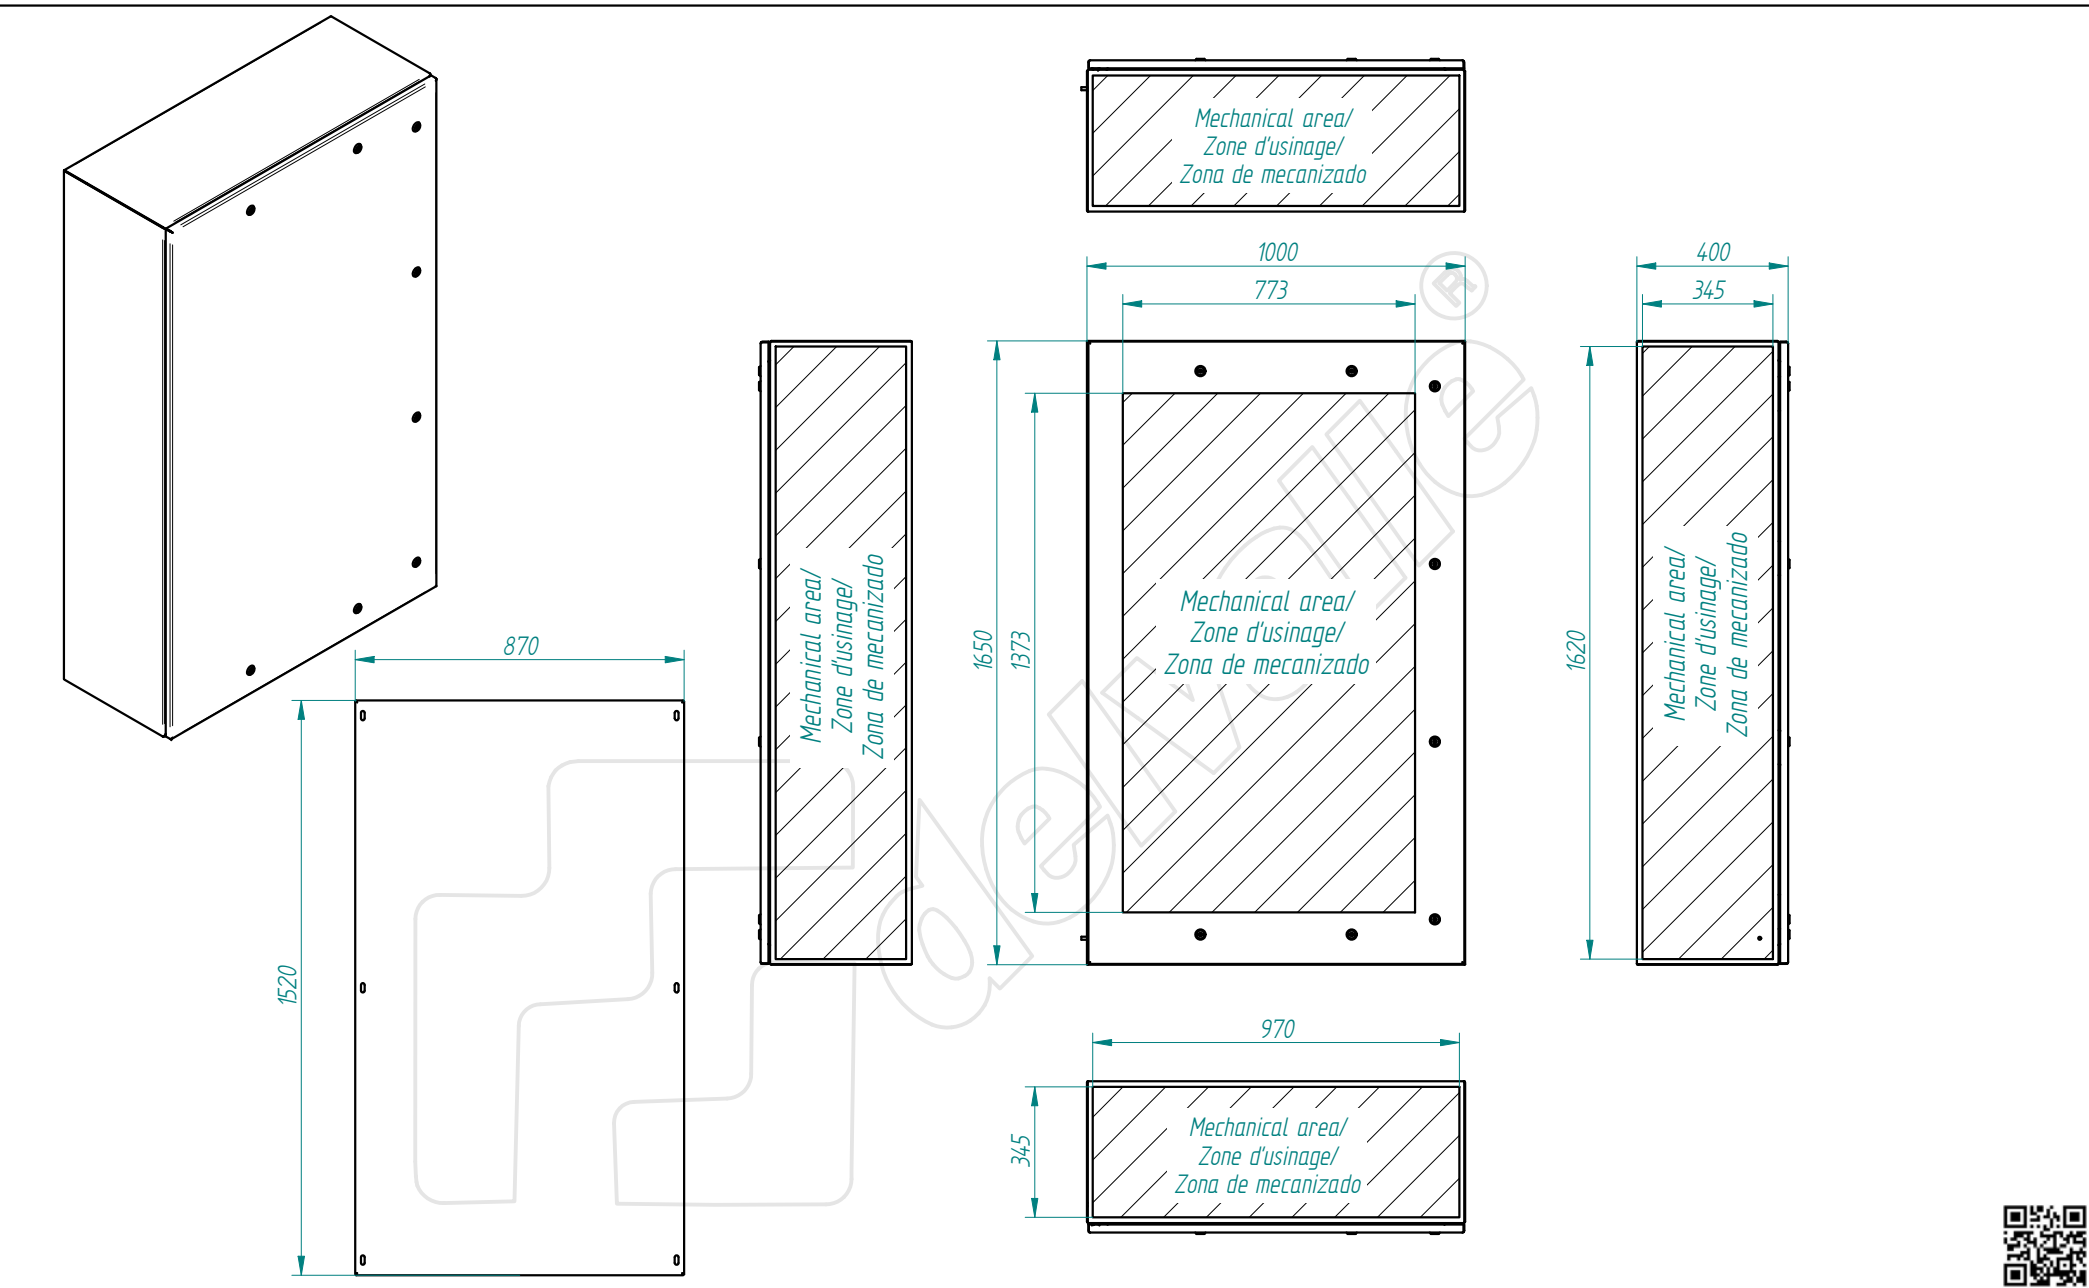 Mechanical area/
Zone d'usinage/
Zona de mecanizado
1000
773
400
345
Mechanical area/
Zone d'usinage/
Zona de mecanizado
1650
1373
Mechanical area/
Zone d'usinage/
Zona de mecanizado
1620
Mechanical area/
Zone d'usinage/
Zona de mecanizado
870
1520
delvalle®
970
345
Mechanical area/
Zone d'usinage/
Zona de mecanizado